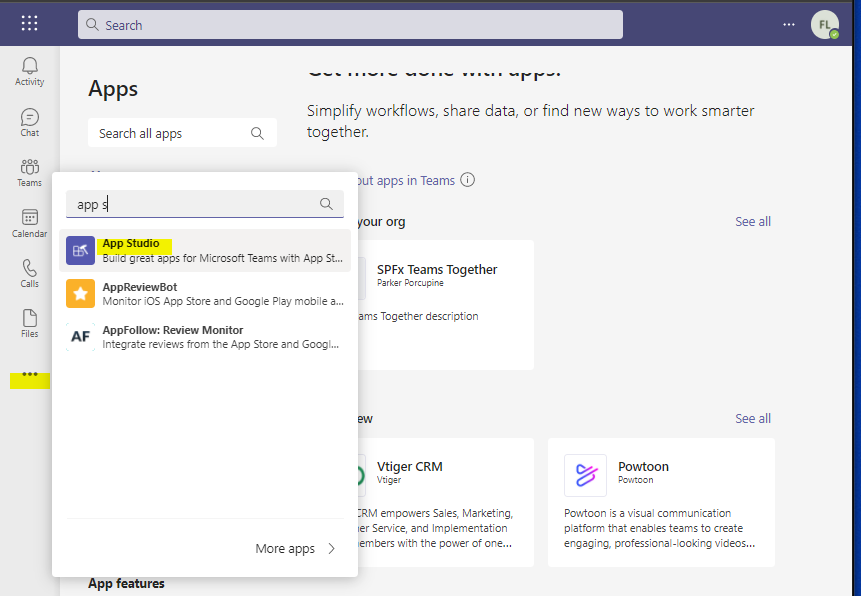 Search
FL
Activity
Chat
Teams
Calendar
Calls
Files
Apps
Search all apps
Get more done with apps.
Simplify workflows, share data, or find new ways to work smarter
together.
out apps in Teams
your org
See all
SPFx Teams Together
Parker Porcupine
ams Together description
ew
See all
Vtiger CRM
Vtiger
CRM empowers Sales, Marketing,
er Service, and Implementation
embers with the power of one...
Powtoon
Powtoon
Powtoon is a visual communication
platform that enables teams to create
engaging, professional-looking videos...
app s
App Studio
Build great apps for Microsoft Teams with App St...
AppReviewBot
Monitor iOS App Store and Google Play mobile a...
AF
AppFollow: Review Monitor
Integrate reviews from the App Store and Googl...
More apps
App features